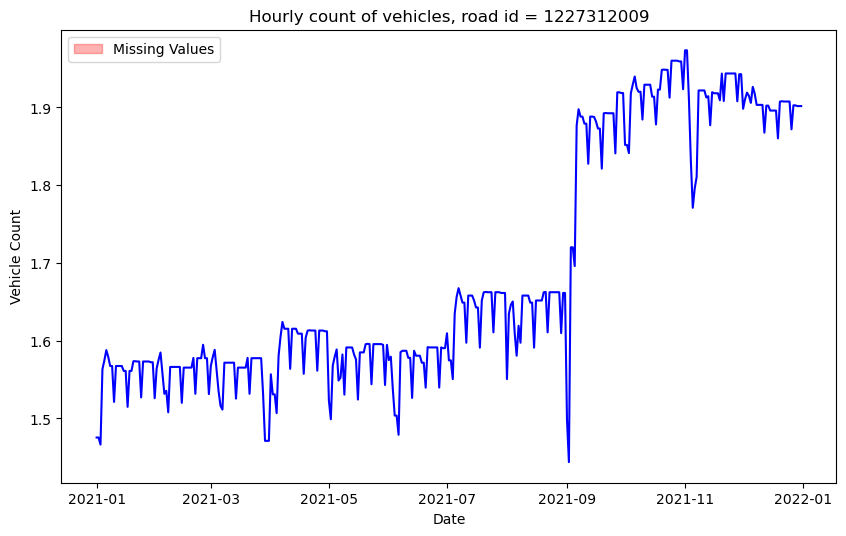 Hourly count of vehicles, road id = 1227312009
Missing Values
Vehicle Count
1.9
1.8
1.7
1.6
1.5
2021-01 2021-03 2021-05 2021-07 2021-09 2021-11 2022-01
Date